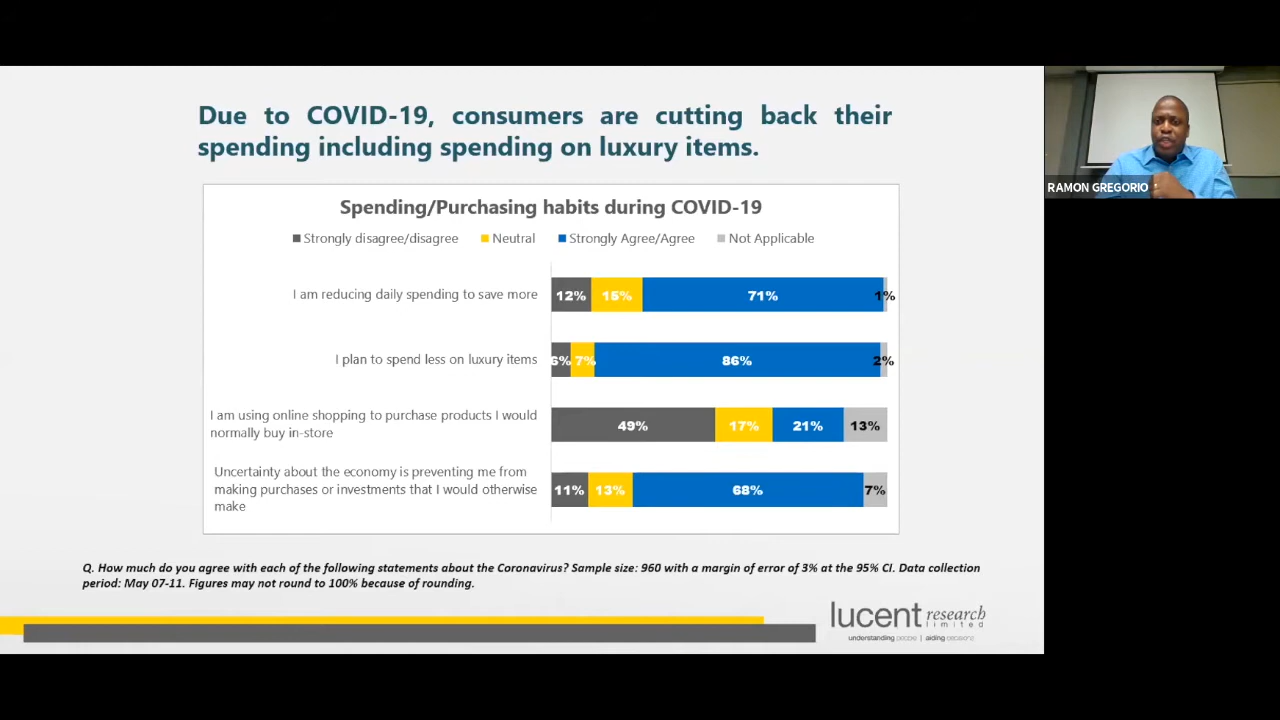 Due to COVID-19, consumers are cutting back their
spending including spending on luxury items.
RAMON GREGORIO
Spending/Purchasing habits during COVID-19
Strongly disagree/disagree Neutral Strongly Agree/Agree Not Applicable
I am reducing daily spending to save more 12% 15% 71% 1%
I plan to spend less on luxury items 6% 7% 86% 2%
I am using online shopping to purchase products I would
normally buy in-store
49% 17% 21% 13%
Uncertainty about the economy is preventing me from
making purchases or investments that I would otherwise
make
11% 13% 68% 7%
Q. How much do you agree with each of the following statements about the Coronavirus? Sample size: 960 with a margin of error of 3% at the 95% CI. Data collection
period: May 07-11. Figures may not round to 100% because of rounding.
lucent research
limited
understanding people | aiding decisions